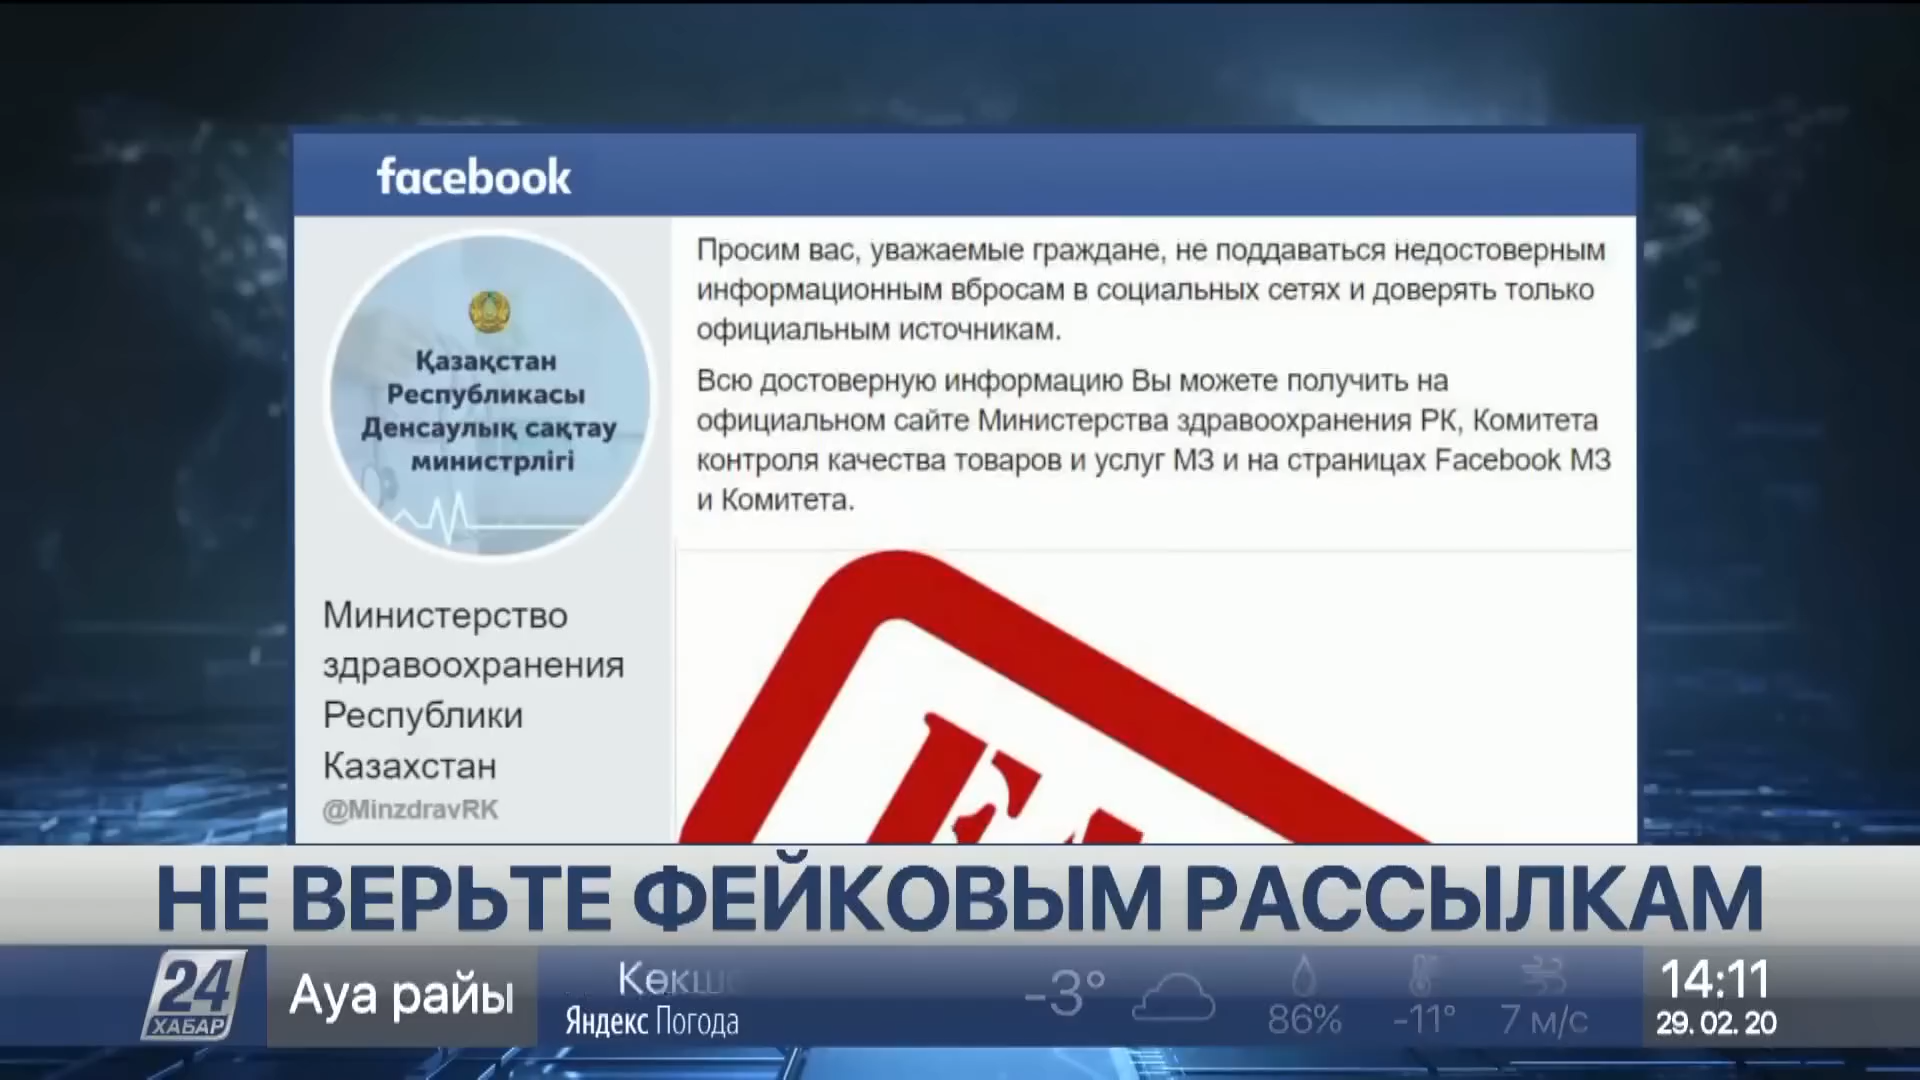 facebook
Қазақстан
Республикасы
Денсаулық сақтау
министрлігі
Министерство
здравоохранения
Республики
Казахстан
@MinzdravRK
Просим вас, уважаемые граждане, не поддаваться недостоверным
информационным вбросам в социальных сетях и доверять только
официальным источникам.
Всю достоверную информацию Вы можете получить на
официальном сайте Министерства здравоохранения РК, Комитета
контроля качества товаров и услуг МЗ и на страницах Facebook МЗ
и Комитета.
НЕ ВЕРЬТЕ ФЕЙКОВЫМ РАССЫЛКАМ
24
ХАБАР
Ауа райы
Яндекс Погода
-3°
86%
-11°
7 м/с
14:11
29. 02. 20